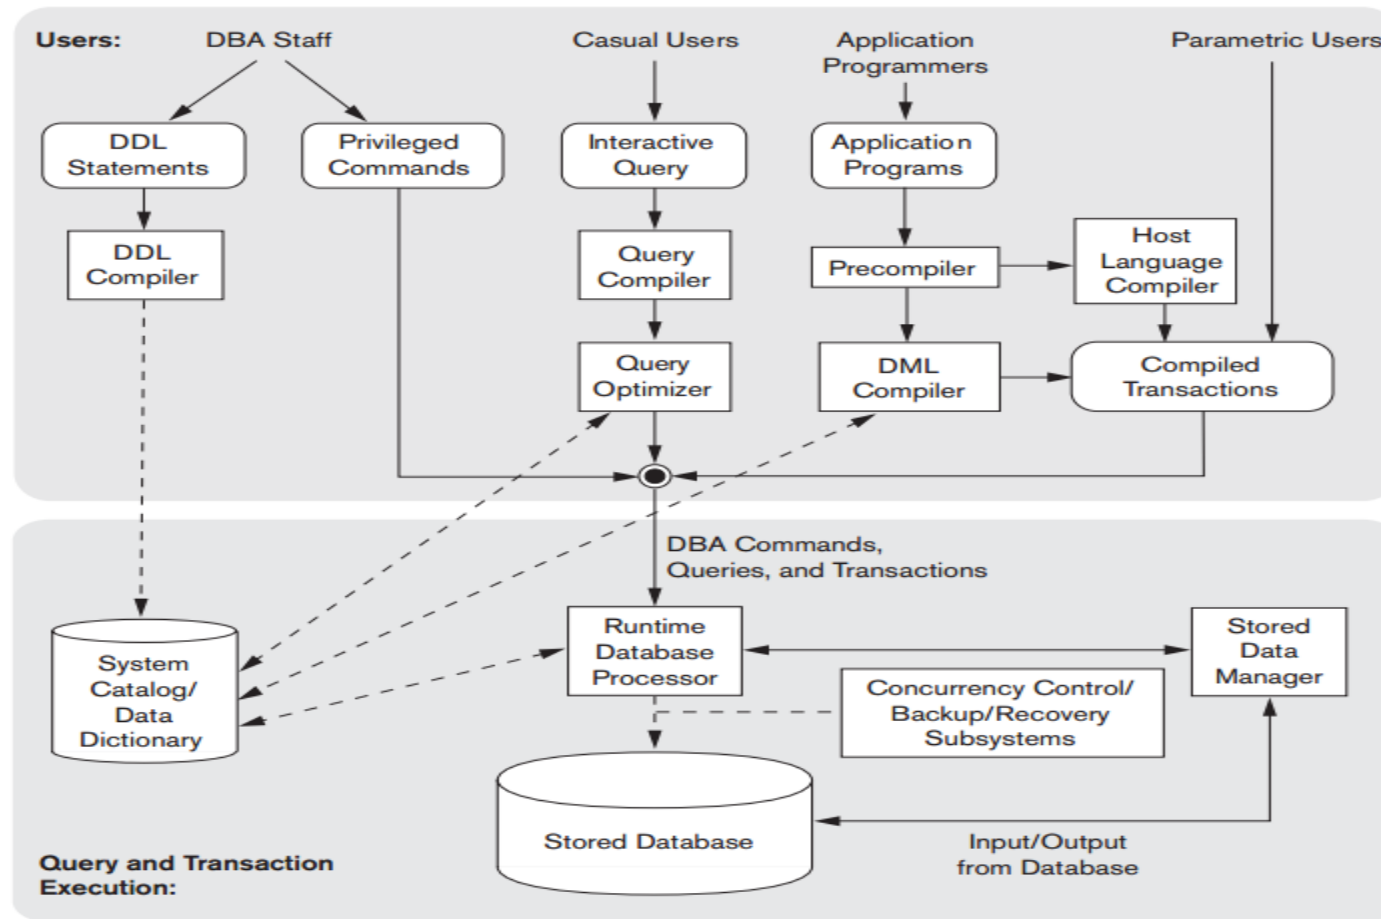 Users:
DBA Staff
Casual Users
Application
Programmers
Parametric Users
DDL
Statements
Privileged
Commands
Interactive
Query
Application
Programs
DDL
Compiler
Query
Compiler
Precompiler
Host
Language
Compiler
Query
Optimizer
DML
Compiler
Compiled
Transactions
DBA Commands,
Queries, and Transactions
System
Catalog/
Data
Dictionary
Runtime
Database
Processor
Stored
Data
Manager
Concurrency Control/
Backup/Recovery
Subsystems
Stored Database
Input/Output
from Database
Query and Transaction
Execution: